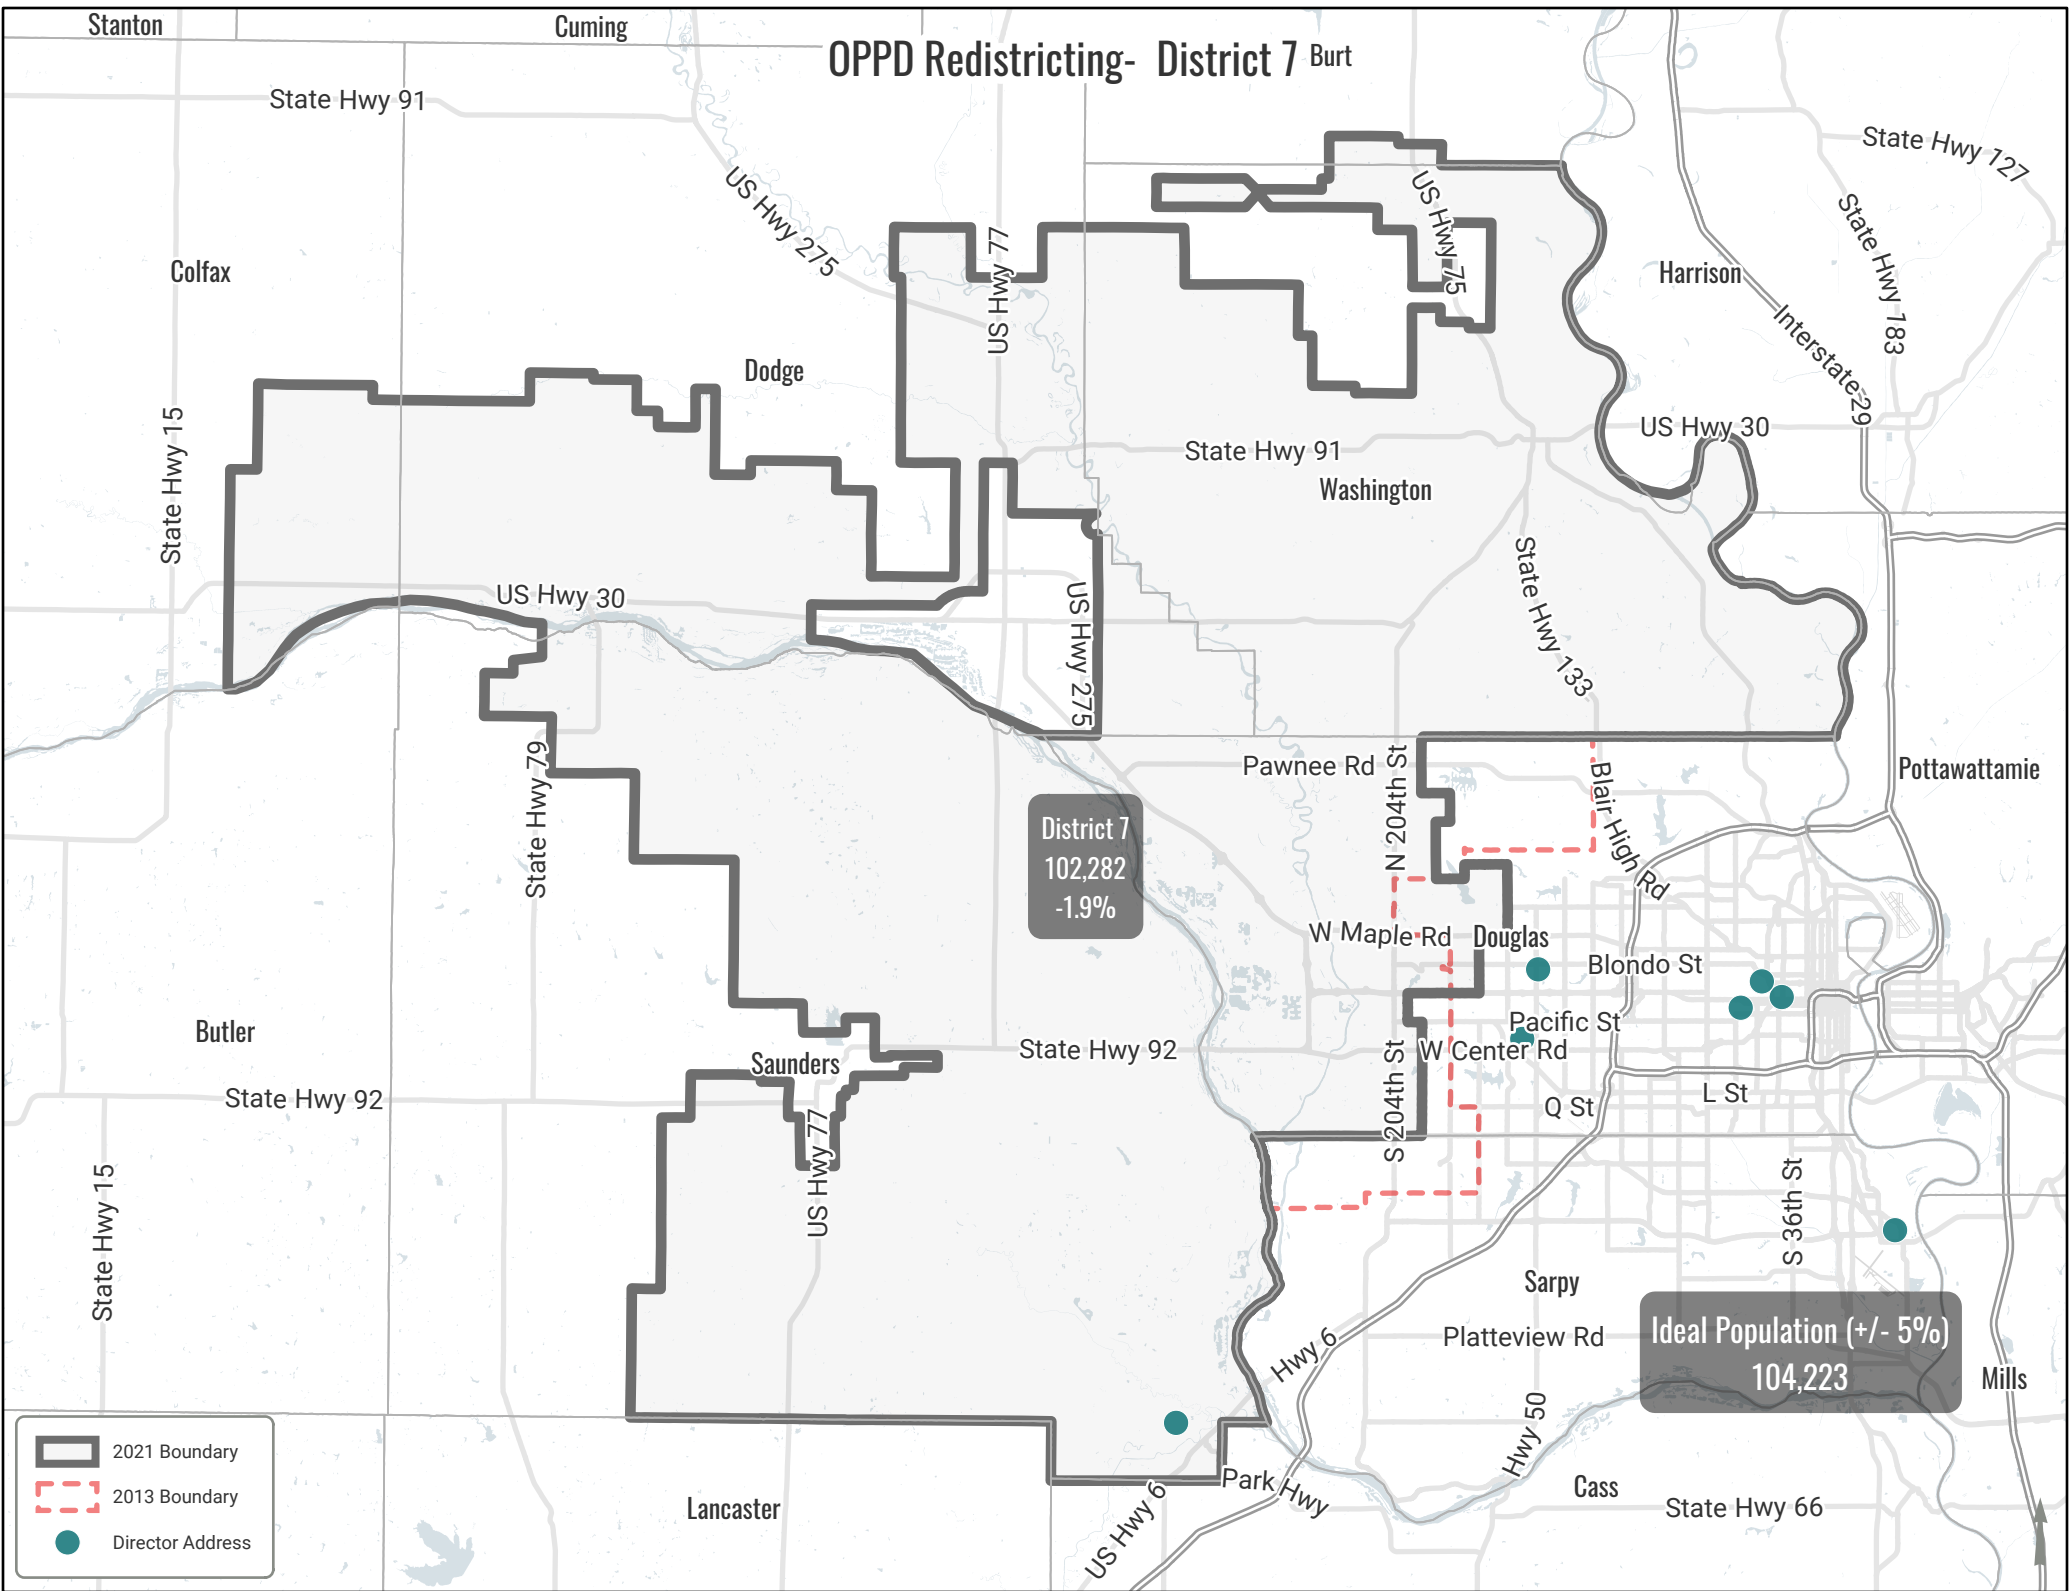 Stanton
Cuming
OPPD Redistricting- District 7
Burt
State Hwy 91
State Hwy 127
US Hwy 275
US Hwy 75
State Hwy 183
US Hwy 77
Colfax
Harrison
Interstate 29
Dodge
State Hwy 15
US Hwy 30
State Hwy 91
Washington
State Hwy 133
US Hwy 30
US Hwy 275
State Hwy 79
Pawnee Rd
N 204th St
Blair High Rd
Pottawattamie
District 7
102,282
-1.9%
W Maple Rd
Douglas
Blondo St
Butler
Saunders
State Hwy 92
Pacific St
W Center Rd
State Hwy 92
S 204th St
Q St
L St
US Hwy 77
State Hwy 15
S 36th St
Sarpy
Hwy 6
Platteview Rd
Ideal Population (+/- 5%)
104,223
Mills
Hwy 50
2021 Boundary
2013 Boundary
Director Address
Lancaster
US Hwy 6
Park Hwy
Cass
State Hwy 66